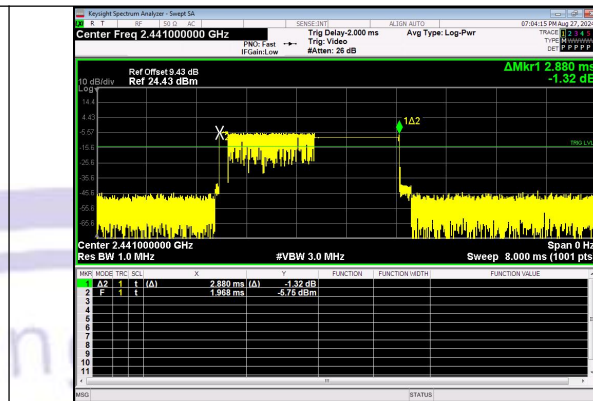 Keysight Spectrum Analyzer - Swept SA
R T RF 50 Ω AC SENSE:INT ALIGN AUTO 07:04:15 PM Aug 27, 2024
Center Freq 2.441000000 GHz PNO: Fast IFGain:Low Trig Delay-2.000 ms Trig: Video #Atten: 26 dB Avg Type: Log-Pwr TRACE 1 2 3 4 5
TYPE M
DET P P P P P
Ref Offset 9.43 dB
10 dB/div Ref 24.43 dBm
ΔMkr1 2.880 ms
-1.32 dB
Log
14.4
4.43
-5.57
-15.6
-25.6
-35.6
-45.6
-55.6
-65.6
1Δ2
TRIG LVL
Center 2.441000000 GHz Span 0 Hz
Res BW 1.0 MHz #VBW 3.0 MHz Sweep 8.000 ms (1001 pts)
MKR MODE TRC SCL X Y FUNCTION FUNCTION WIDTH FUNCTION VALUE
1 Δ2 1 t (Δ) 2.880 ms (Δ) -1.32 dB
2 F 1 t 1.968 ms -5.75 dBm
3
4
5
6
7
8
9
10
11
MSG STATUS